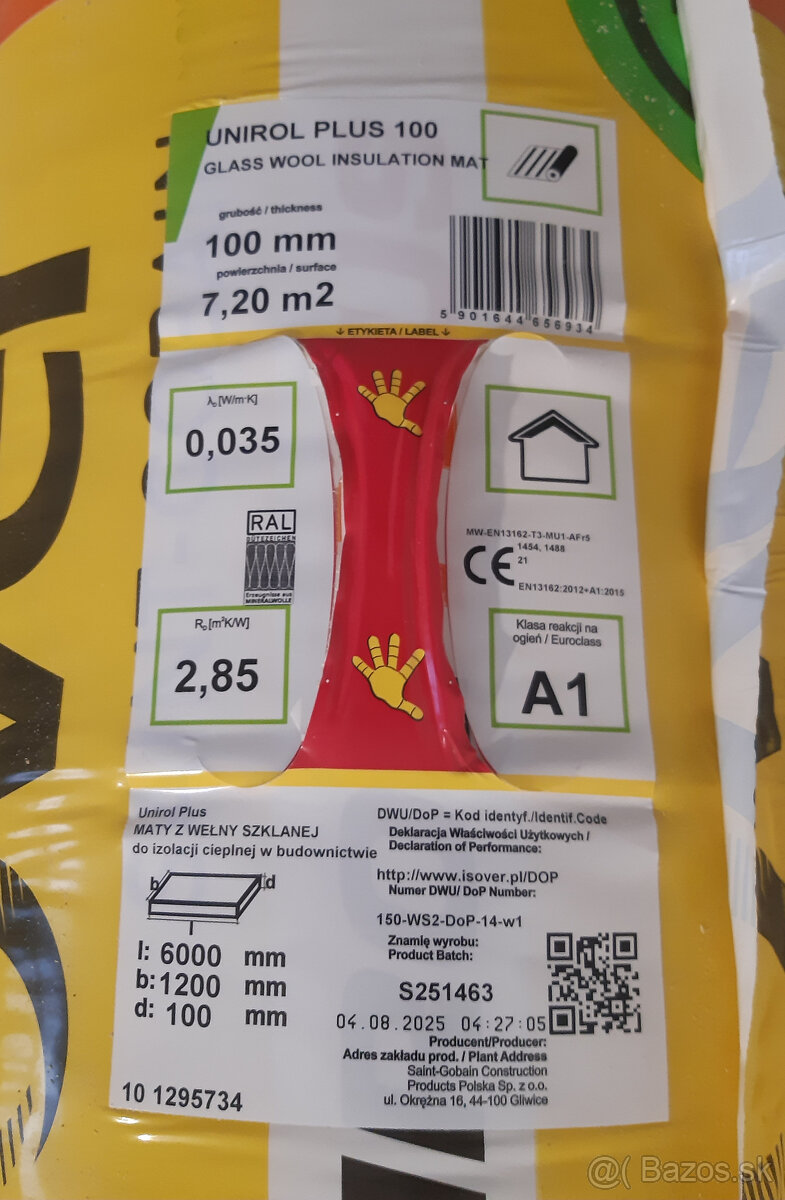 UNIROL PLUS 100
GLASS WOOL INSULATION MAT
grubość / thickness
100 mm
powierzchnia / surface
7,20 m2
5 901644 656934
↓ ETYKIETA / LABEL ↓
λD [W/m·K]
0,035
RAL
GÜTEZEICHEN
Erzeugnisse aus
MINERALWOLLE
MW-EN13162-T3-MU1-AFr5
CE
1454, 1488
21
EN13162:2012+A1:2015
RD [m²K/W]
2,85
Klasa reakcji na
ogień / Euroclass
A1
Unirol Plus
MATY Z WEŁNY SZKLANEJ
do izolacji cieplnej w budownictwie
b
d
l
l: 6000 mm
b: 1200 mm
d: 100 mm
10 1295734
DWU/DoP = Kod identyf./Identif.Code
Deklaracja Właściwości Użytkowych /
Declaration of Performance:
http://www.isover.pl/DOP
Numer DWU/ DoP Number:
150-WS2-DoP-14-w1
Znamię wyrobu:
Product Batch:
S251463
04.08.2025 04:27:05
Producent/Producer:
Adres zakładu prod. / Plant Address
Saint-Gobain Construction
Products Polska Sp. z o.o.
ul. Okrężna 16, 44-100 Gliwice
@( Bazos.sk